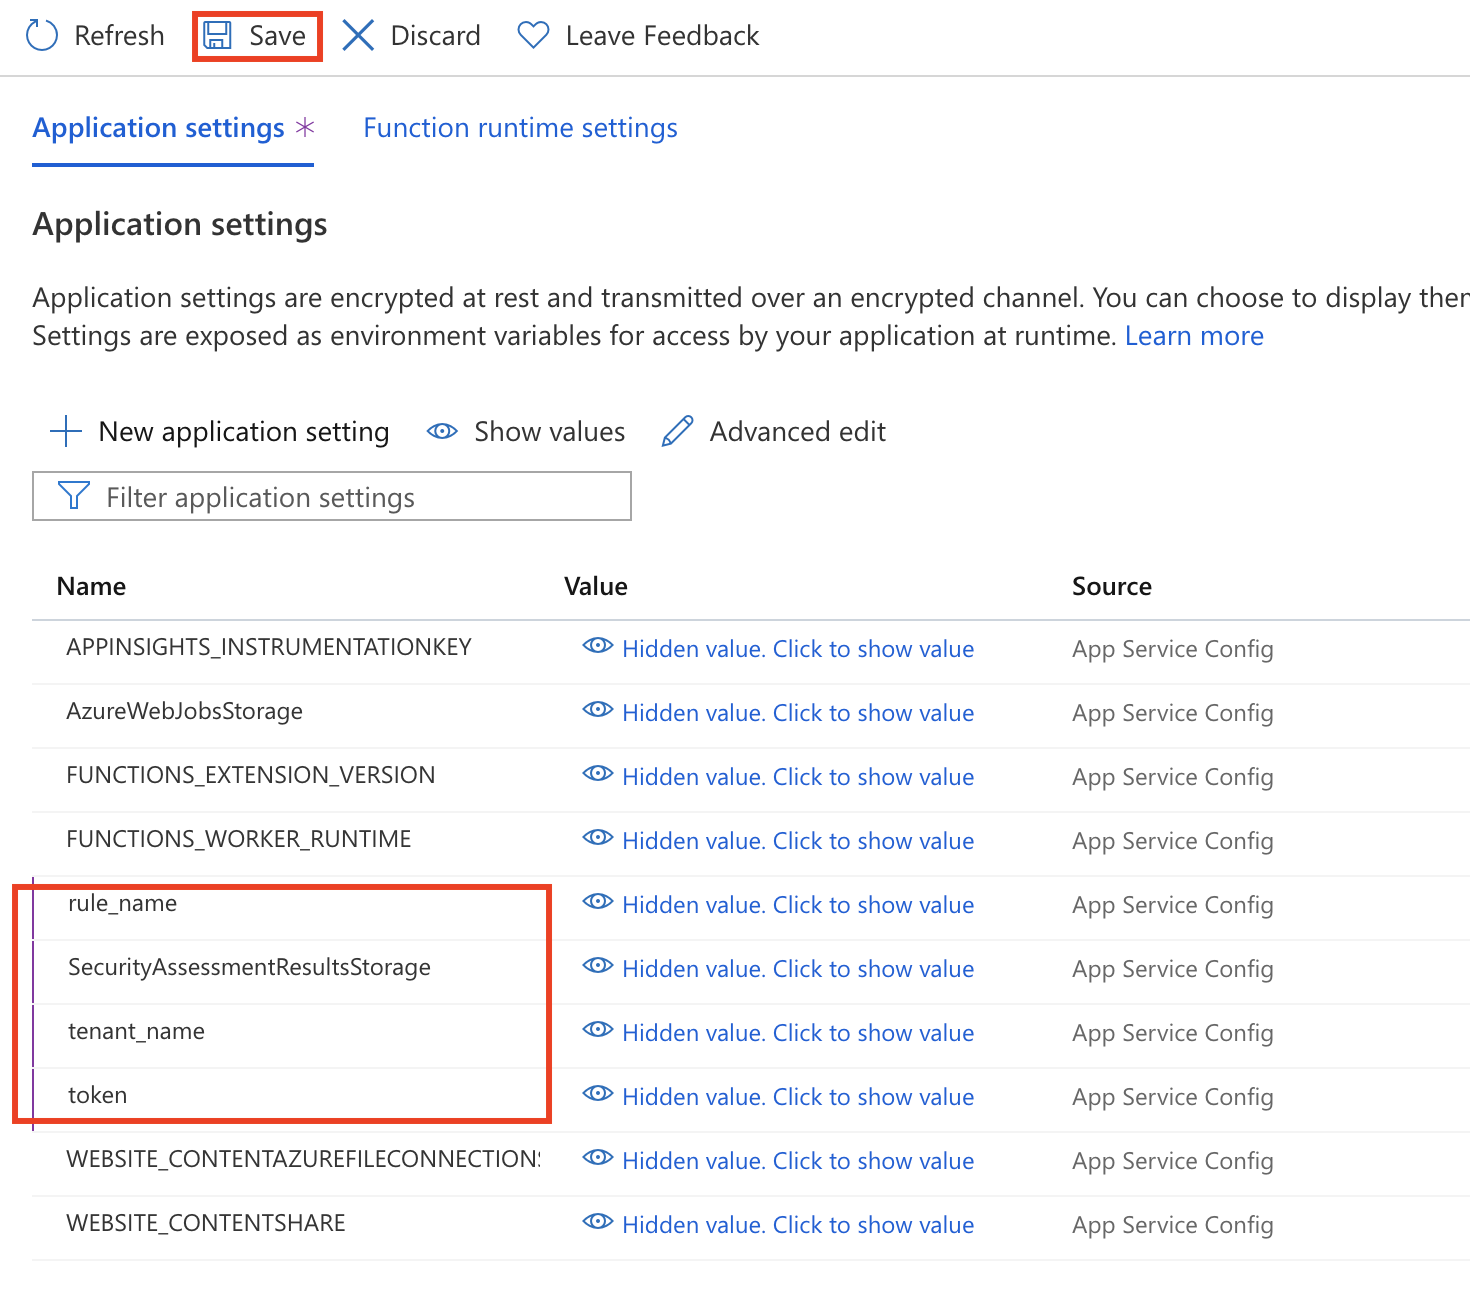 Refresh Save Discard Leave Feedback
Application settings * Function runtime settings
Application settings
Application settings are encrypted at rest and transmitted over an encrypted channel. You can choose to display
Settings are exposed as environment variables for access by your application at runtime. Learn more
New application setting Show values Advanced edit
Filter application settings
Name Value Source
APPINSIGHTS_INSTRUMENTATIONKEY Hidden value. Click to show value App Service Config
AzureWebJobsStorage Hidden value. Click to show value App Service Config
FUNCTIONS_EXTENSION_VERSION Hidden value. Click to show value App Service Config
FUNCTIONS_WORKER_RUNTIME Hidden value. Click to show value App Service Config
rule_name Hidden value. Click to show value App Service Config
SecurityAssessmentResultsStorage Hidden value. Click to show value App Service Config
tenant_name Hidden value. Click to show value App Service Config
token Hidden value. Click to show value App Service Config
WEBSITE_CONTENTAZUREFILECONNECTION Hidden value. Click to show value App Service Config
WEBSITE_CONTENTSHARE Hidden value. Click to show value App Service Config